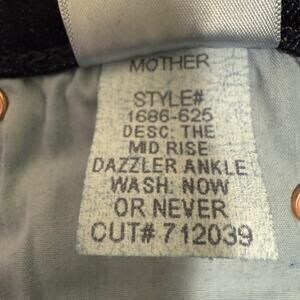 MOTHER
STYLE#
1686-625
DESC: THE
MID RISE
DAZZLER ANKLE
WASH: NOW
OR NEVER
CUT# 712039